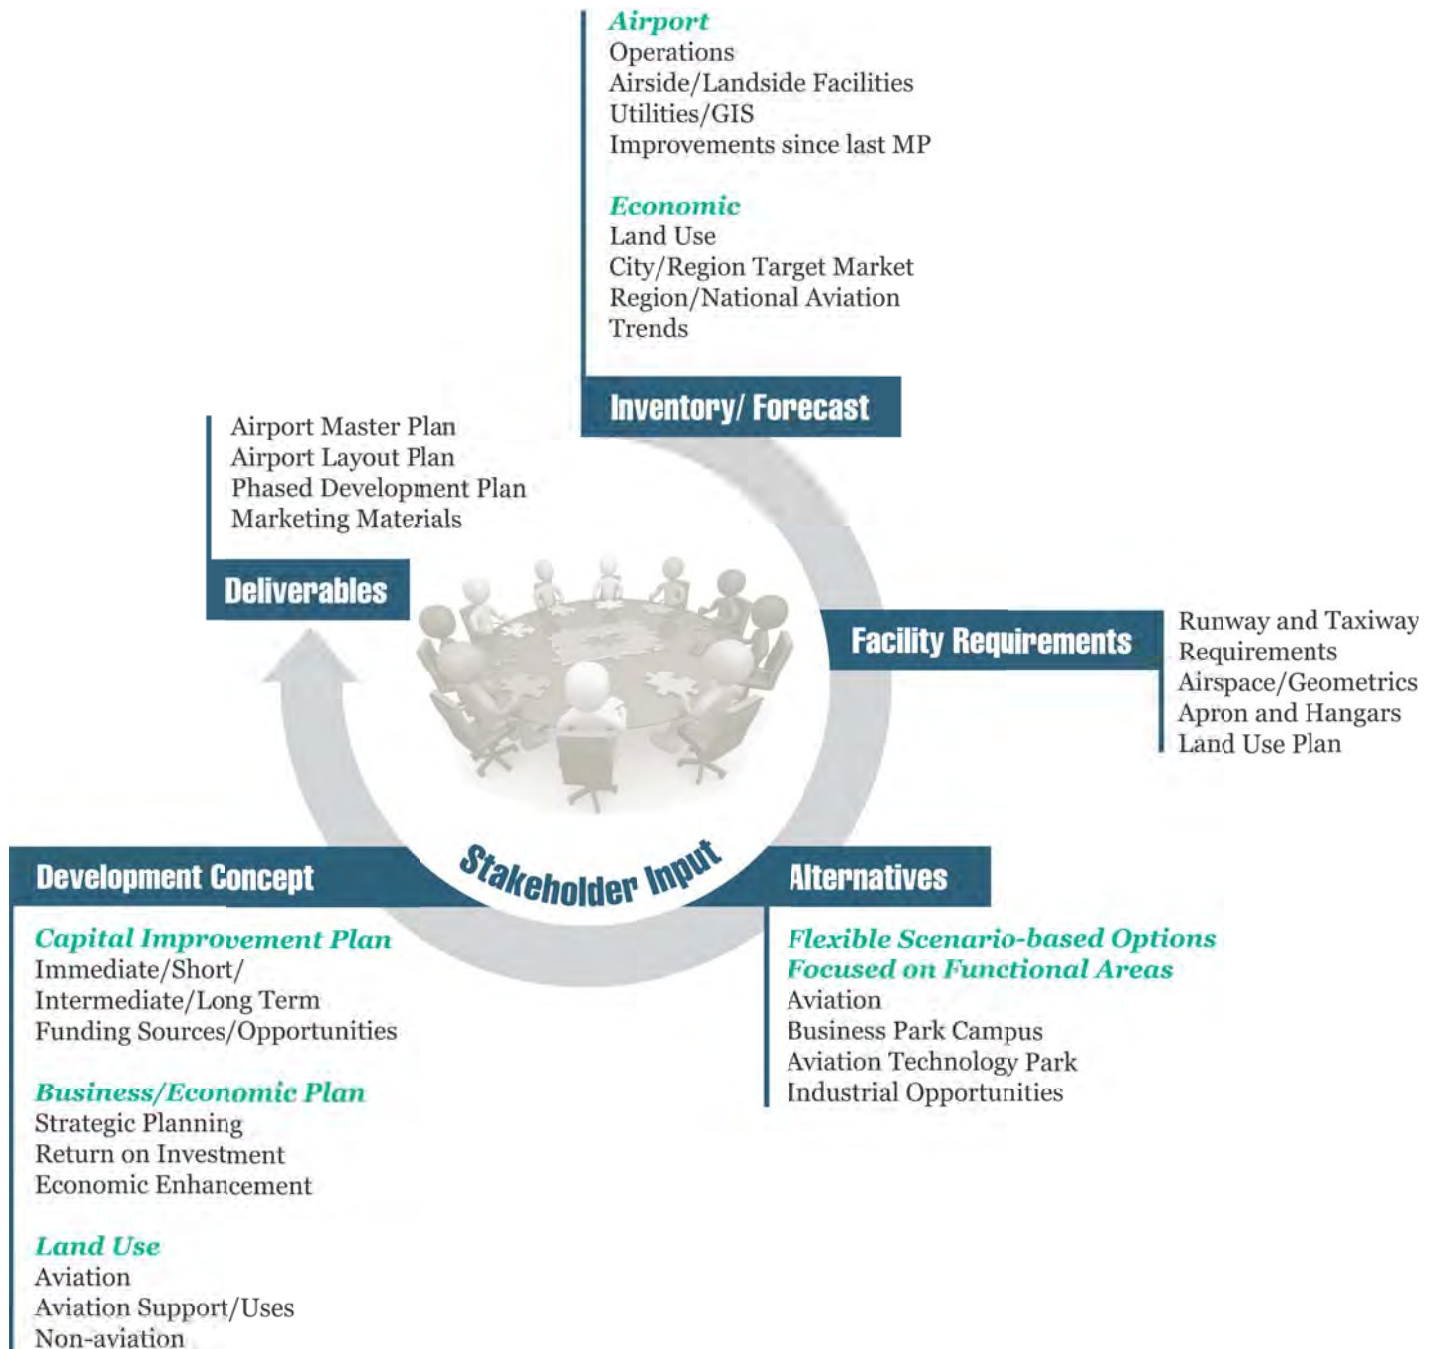 Airport
Operations
Airside/Landside Facilities
Utilities/GIS
Improvements since last MP
Economic
Land Use
City/Region Target Market
Region/National Aviation
Trends
Inventory/ Forecast
Airport Master Plan
Airport Layout Plan
Phased Development Plan
Marketing Materials
Deliverables
Facility Requirements
Runway and Taxiway
Requirements
Airspace/Geometrics
Apron and Hangars
Land Use Plan
Stakeholder Input
Development Concept
Capital Improvement Plan
Immediate/Short/
Intermediate/Long Term
Funding Sources/Opportunities
Business/Economic Plan
Strategic Planning
Return on Investment
Economic Enhancement
Land Use
Aviation
Aviation Support/Uses
Non-aviation
Alternatives
Flexible Scenario-based Options
Focused on Functional Areas
Aviation
Business Park Campus
Aviation Technology Park
Industrial Opportunities